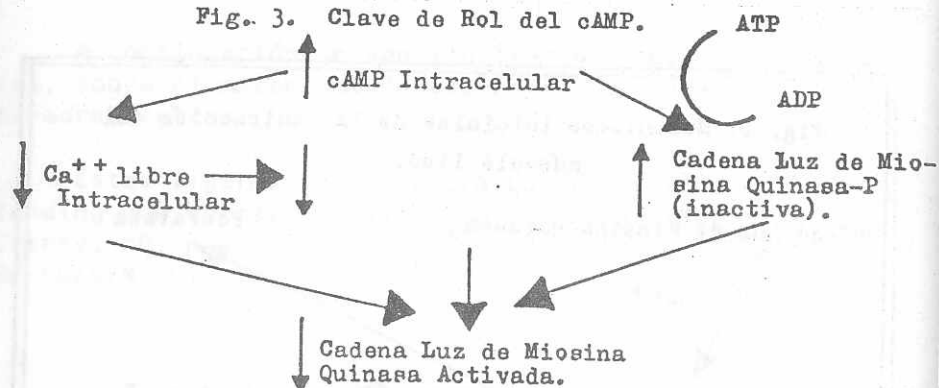 Fig. 3. Clave de Rol del cAMP.
ATP
cAMP Intracelular
ADP
Ca++ libre
Intracelular
Cadena Luz de Mio-
sina Quinasa-P
(inactiva).
Cadena Luz de Miosina
Quinasa Activada.